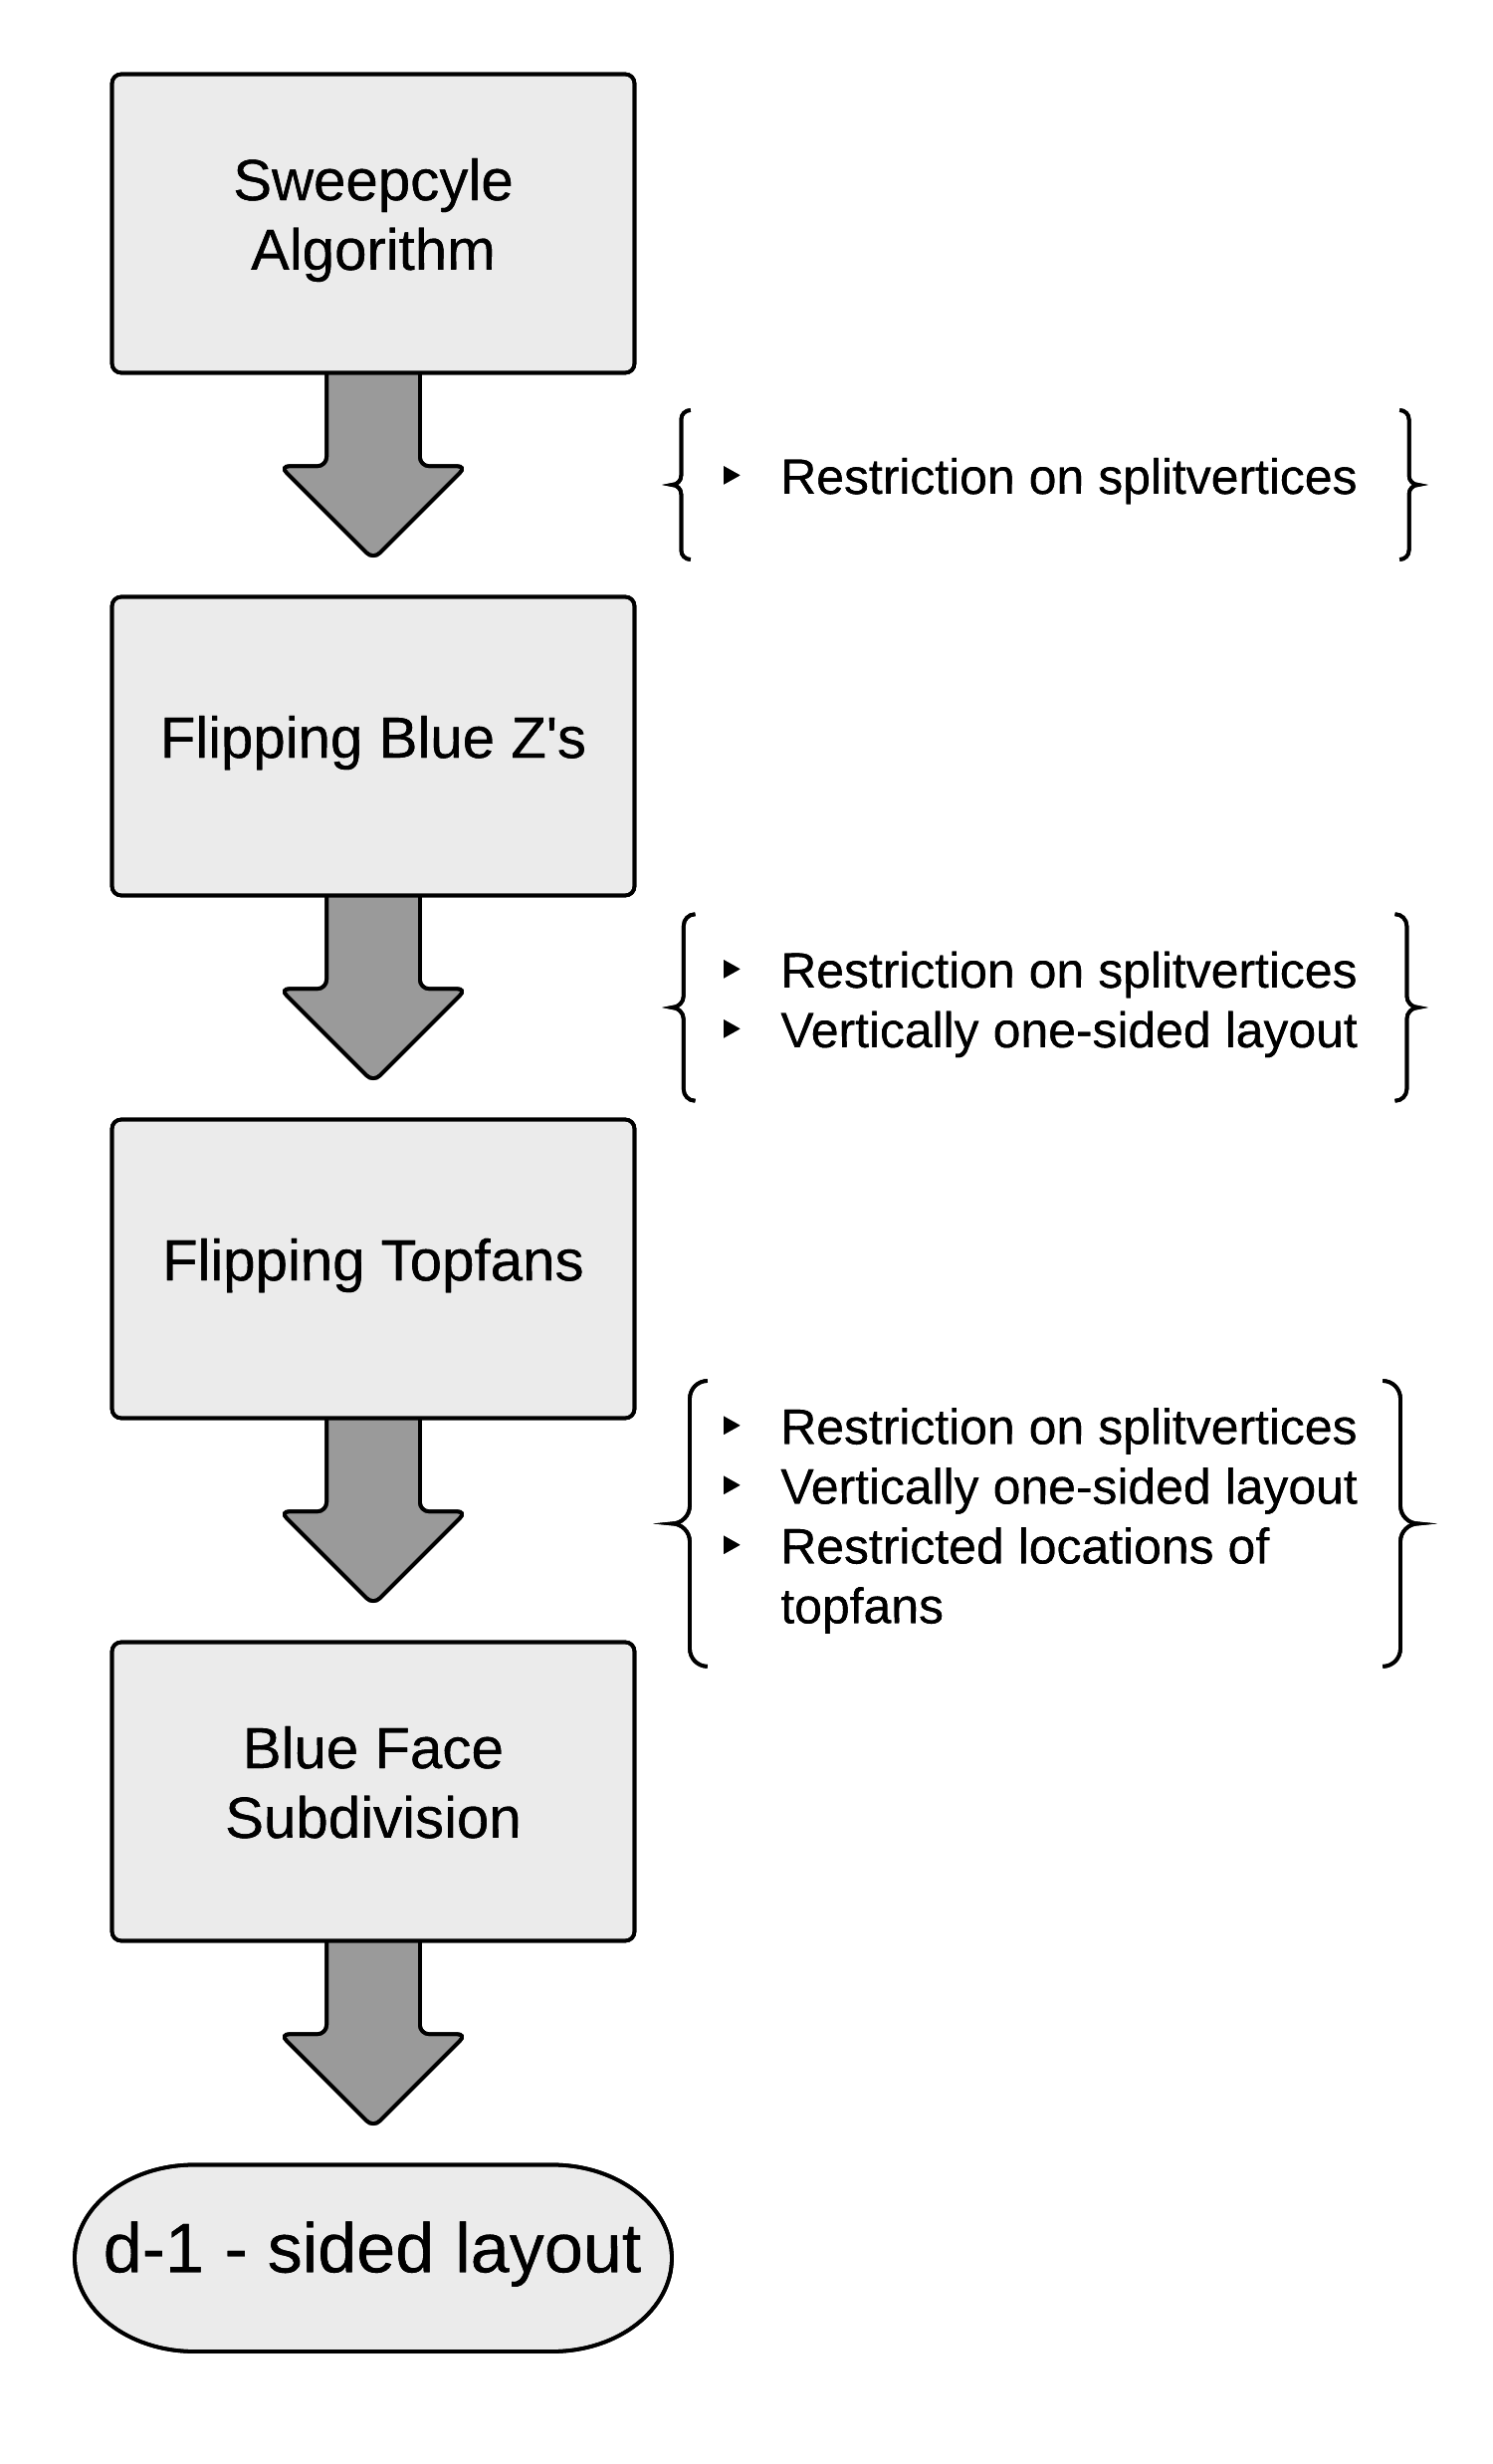 Sweepcyle
Algorithm
▸ Restriction on splitvertices
Flipping Blue Z's
▸ Restriction on splitvertices
▸ Vertically one-sided layout
Flipping Topfans
▸ Restriction on splitvertices
▸ Vertically one-sided layout
▸ Restricted locations of
topfans
Blue Face
Subdivision
d-1 - sided layout